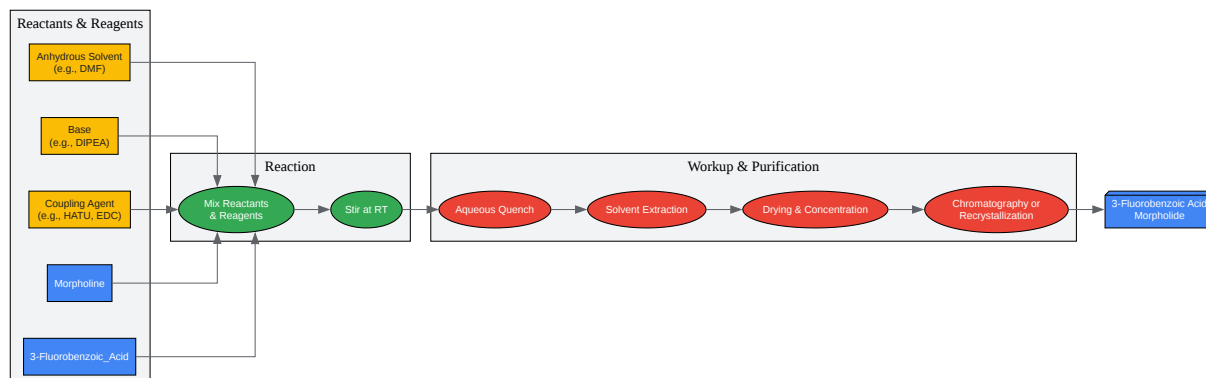 Reactants & Reagents
Anhydrous Solvent
(e.g., DMF)
Base
(e.g., DIPEA)
Coupling Agent
(e.g., HATU, EDC)
Morpholine
3-Fluorobenzoic_Acid
Reaction
Mix Reactants
& Reagents
Stir at RT
Workup & Purification
Aqueous Quench
Solvent Extraction
Drying & Concentration
Chromatography or
Recrystallization
3-Fluorobenzoic Acid
Morpholide